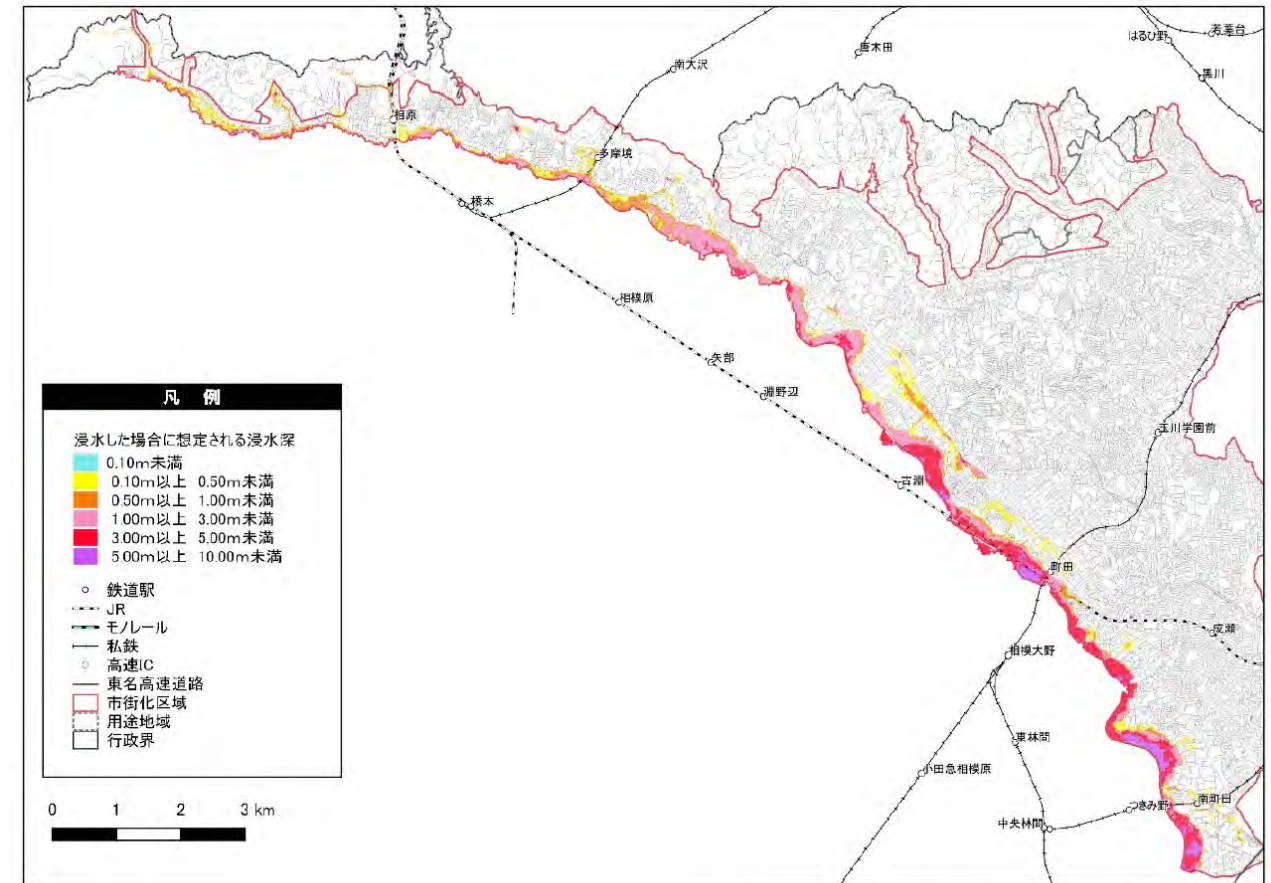 若葉台
はるひ野
唐木田
黒川
南大沢
相原
多摩境
橋本
相模原
矢部
淵野辺
玉川学園前
古淵
町田
成瀬
相模大野
東林間
小田急相模原
つきみ野
南町田
中央林間
凡 例
浸水した場合に想定される浸水深
0.10m未満
0.10m以上 0.50m未満
0.50m以上 1.00m未満
1.00m以上 3.00m未満
3.00m以上 5.00m未満
5.00m以上 10.00m未満
鉄道駅
JR
モノレール
私鉄
高速IC
東名高速道路
市街化区域
用途地域
行政界
0 1 2 3 km